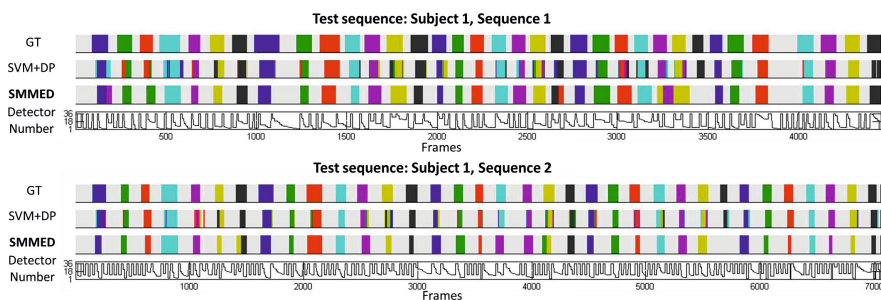 Test sequence: Subject 1, Sequence 1
GT
SVM+DP
SMMED
Detector
Number
36
18
1
500
1000
1500
2000
2500
3000
3500
4000
Frames
Test sequence: Subject 1, Sequence 2
GT
SVM+DP
SMMED
Detector
Number
36
18
1
1000
2000
3000
4000
5000
6000
7000
Frames